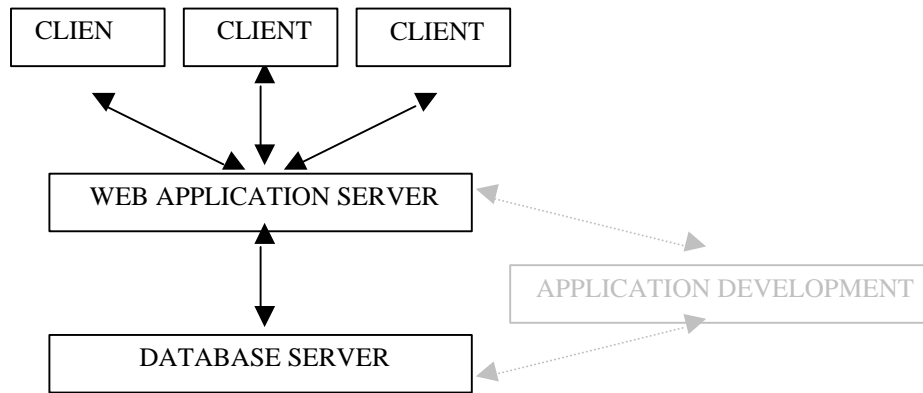 CLIEN CLIENT CLIENT
WEB APPLICATION SERVER
APPLICATION DEVELOPMENT
DATABASE SERVER